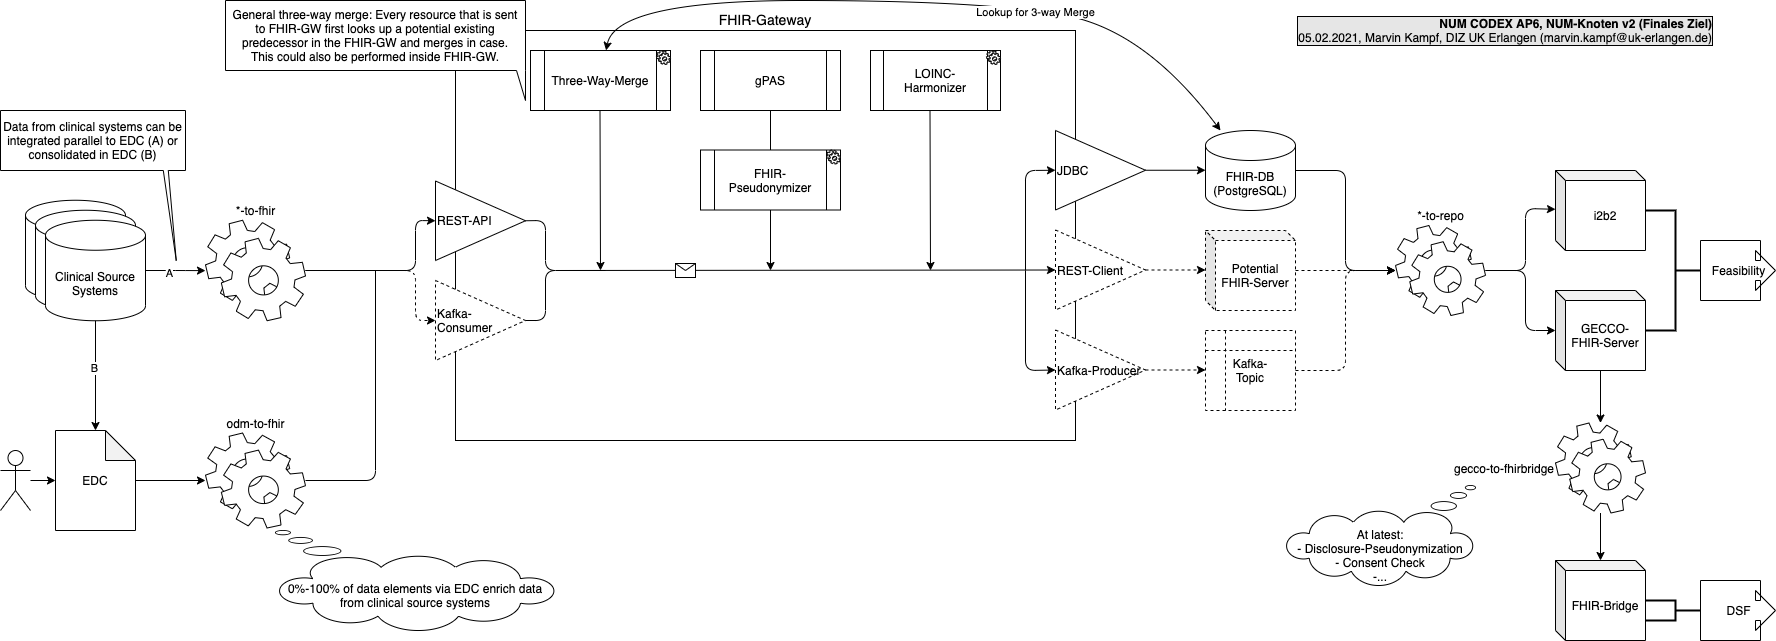 General three-way merge: Every resource that is sent
to FHIR-GW first looks up a potential existing
predecessor in the FHIR-GW and merges in case.
This could also be performed inside FHIR-GW.
FHIR-Gateway
Lookup for 3-way Merge
NUM CODEX AP6, NUM-Knoten v2 (Finales Ziel)
05.02.2021, Marvin Kampf, DIZ UK Erlangen (marvin.kampf@uk-erlangen.de)
Three-Way-Merge
gPAS
LOINC-
Harmonizer
Data from clinical systems can be
integrated parallel to EDC (A) or
consolidated in EDC (B)
FHIR-
Pseudonymizer
JDBC
FHIR-DB
(PostgreSQL)
*-to-fhir
REST-API
*-to-repo
i2b2
Clinical Source
Systems
A
REST-Client
Potential
FHIR-Server
Feasibility
Kafka-
Consumer
GECCO-
FHIR-Server
B
Kafka-Producer
Kafka-
Topic
odm-to-fhir
EDC
gecco-to-fhirbridge
At latest:
- Disclosure-Pseudonymization
- Consent Check
-...
0%-100% of data elements via EDC enrich data
from clinical source systems
FHIR-Bridge
DSF